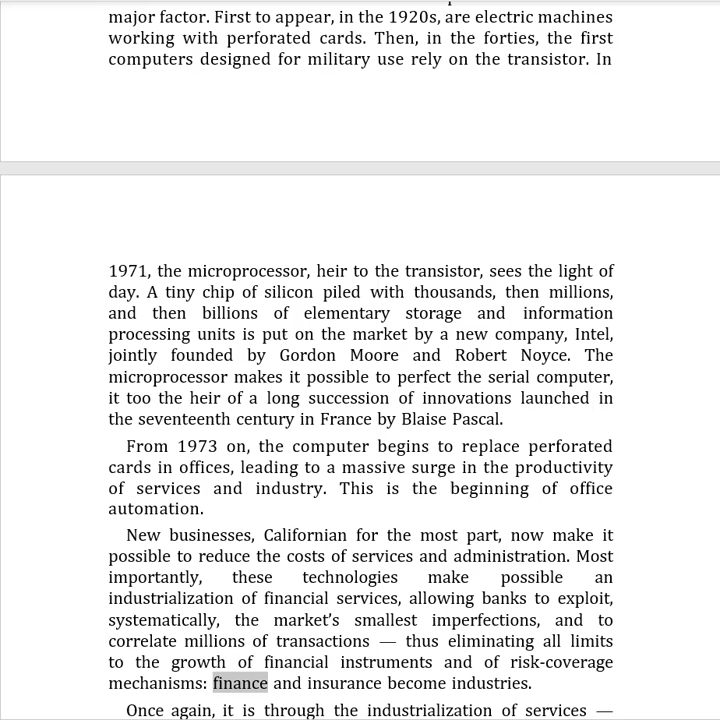 major factor. First to appear, in the 1920s, are electric machines
working with perforated cards. Then, in the forties, the first
computers designed for military use rely on the transistor. In
1971, the microprocessor, heir to the transistor, sees the light of
day. A tiny chip of silicon piled with thousands, then millions,
and then billions of elementary storage and information
processing units is put on the market by a new company, Intel,
jointly founded by Gordon Moore and Robert Noyce. The
microprocessor makes it possible to perfect the serial computer,
it too the heir of a long succession of innovations launched in
the seventeenth century in France by Blaise Pascal.
From 1973 on, the computer begins to replace perforated
cards in offices, leading to a massive surge in the productivity
of services and industry. This is the beginning of office
automation.
New businesses, Californian for the most part, now make it
possible to reduce the costs of services and administration. Most
importantly, these technologies make possible an
industrialization of financial services, allowing banks to exploit,
systematically, the market’s smallest imperfections, and to
correlate millions of transactions — thus eliminating all limits
to the growth of financial instruments and of risk-coverage
mechanisms: finance and insurance become industries.
Once again, it is through the industrialization of services —